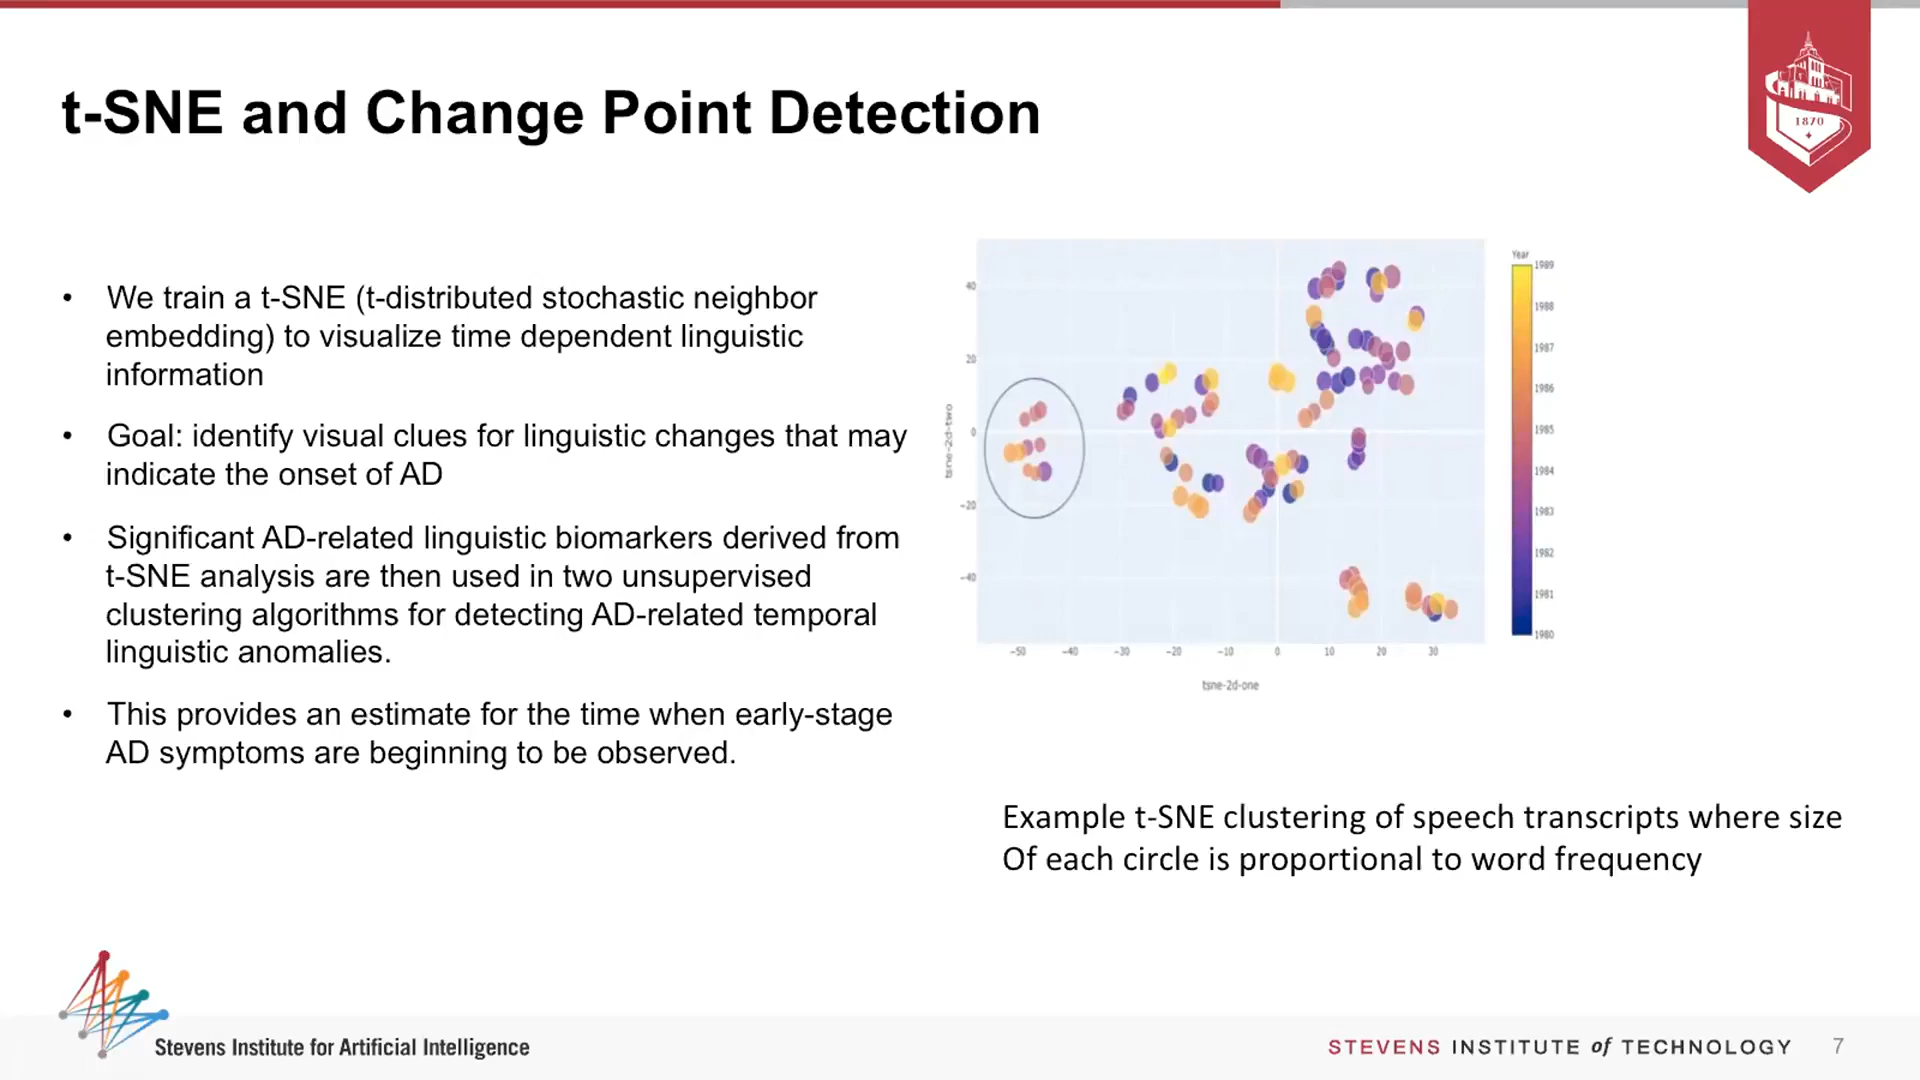 t-SNE and Change Point Detection
1870
• We train a t-SNE (t-distributed stochastic neighbor
embedding) to visualize time dependent linguistic
information
• Goal: identify visual clues for linguistic changes that may
indicate the onset of AD
• Significant AD-related linguistic biomarkers derived from
t-SNE analysis are then used in two unsupervised
clustering algorithms for detecting AD-related temporal
linguistic anomalies.
• This provides an estimate for the time when early-stage
AD symptoms are beginning to be observed.
tsne-2d-two
40
20
0
−20
−40
−50 −40 −30 −20 −10 0 10 20 30
tsne-2d-one
Year
1989
1988
1987
1986
1985
1984
1983
1982
1981
1980
Example t-SNE clustering of speech transcripts where size
Of each circle is proportional to word frequency
Stevens Institute for Artificial Intelligence
STEVENS INSTITUTE of TECHNOLOGY 7